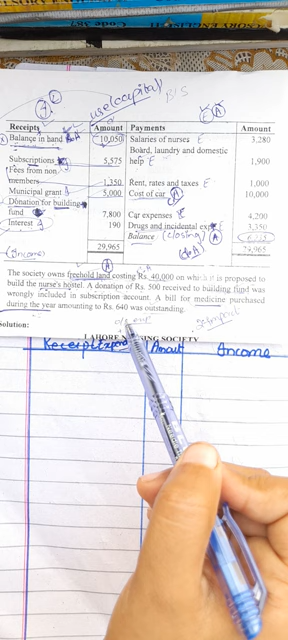 7
use(capital)
B/S
E A
Receipts Amount Payments Amount
Balance in hand 10,050 Salaries of nurses E 3,280
Board, laundry and domestic
Subscriptions 5,575 help E 1,900
Fees from non
members 1,350 Rent, rates and taxes E 1,000
Municipal grant 5,000 Cost of car A 10,000
Donation for building
fund 7,800 Car expenses E 4,200
Interest 190 Drugs and incidental exp 3,350
Balance (closing) A
(Income)
29,965 29,965
A
The society owns freehold land costing Rs. 40,000 on which it is proposed to
build the nurse's hostel. A donation of Rs. 500 received to building fund was
wrongly included in subscription account. A bill for medicine purchased
during the year amounting to Rs. 640 was outstanding.
Solution:
LAHORE NURSING SOCIETY
Amount Income